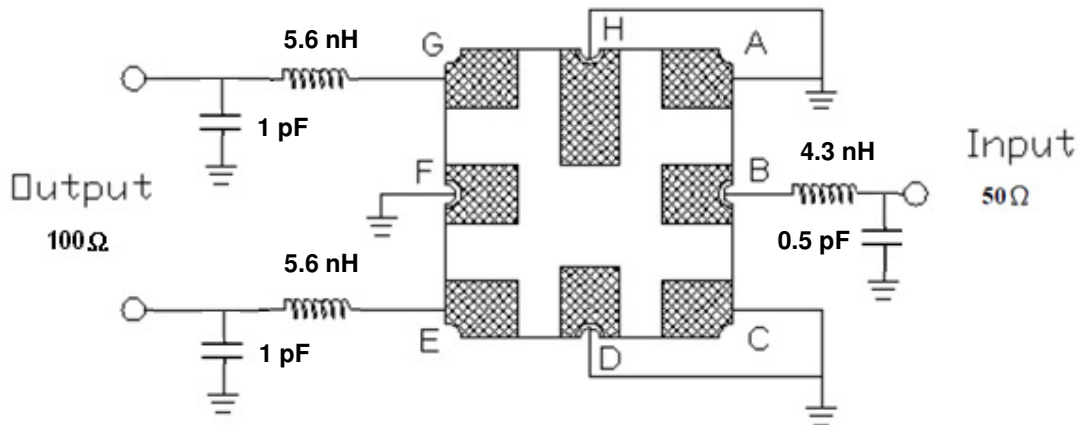 5.6 nH
G
H
A
1 pF
4.3 nH
Input
50Ω
F
B
Output
100Ω
0.5 pF
5.6 nH
E
D
C
1 pF